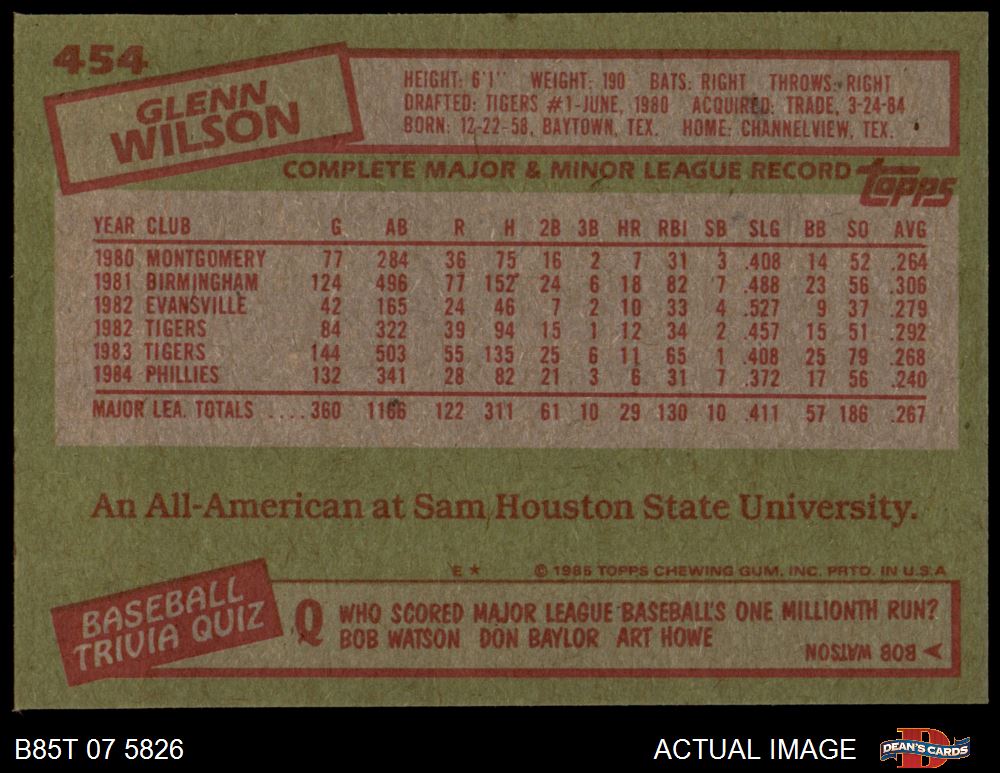 454
GLENN
WILSON
HEIGHT: 6'1" WEIGHT: 190 BATS: RIGHT THROWS: RIGHT
DRAFTED: TIGERS #1-JUNE, 1980 ACQUIRED: TRADE, 3-24-84
BORN: 12-22-58, BAYTOWN, TEX. HOME: CHANNELVIEW, TEX.
COMPLETE MAJOR & MINOR LEAGUE RECORD topps
YEAR CLUB G AB R H 2B 3B HR RBI SB SLG BB SO AVG
1980 MONTGOMERY 77 284 36 75 16 2 7 31 3 .408 14 52 .264
1981 BIRMINGHAM 124 496 77 152 24 6 18 82 7 .488 23 56 .306
1982 EVANSVILLE 42 165 24 46 7 2 10 33 4 .527 9 37 .279
1982 TIGERS 84 322 39 94 15 1 12 34 2 .457 15 51 .292
1983 TIGERS 144 503 55 135 25 6 11 65 1 .408 25 79 .268
1984 PHILLIES 132 341 28 82 21 3 6 31 7 .372 17 56 .240
MAJOR LEA. TOTALS ....360 1166 122 311 61 10 29 130 10 .411 57 186 .267
An All-American at Sam Houston State University.
E * © 1985 TOPPS CHEWING GUM, INC. PRTD. IN U.S.A
BASEBALL
TRIVIA QUIZ
Q WHO SCORED MAJOR LEAGUE BASEBALL'S ONE MILLIONTH RUN?
BOB WATSON DON BAYLOR ART HOWE
BOB WATSON
B85T 07 5826
ACTUAL IMAGE
D
DEAN'S CARDS